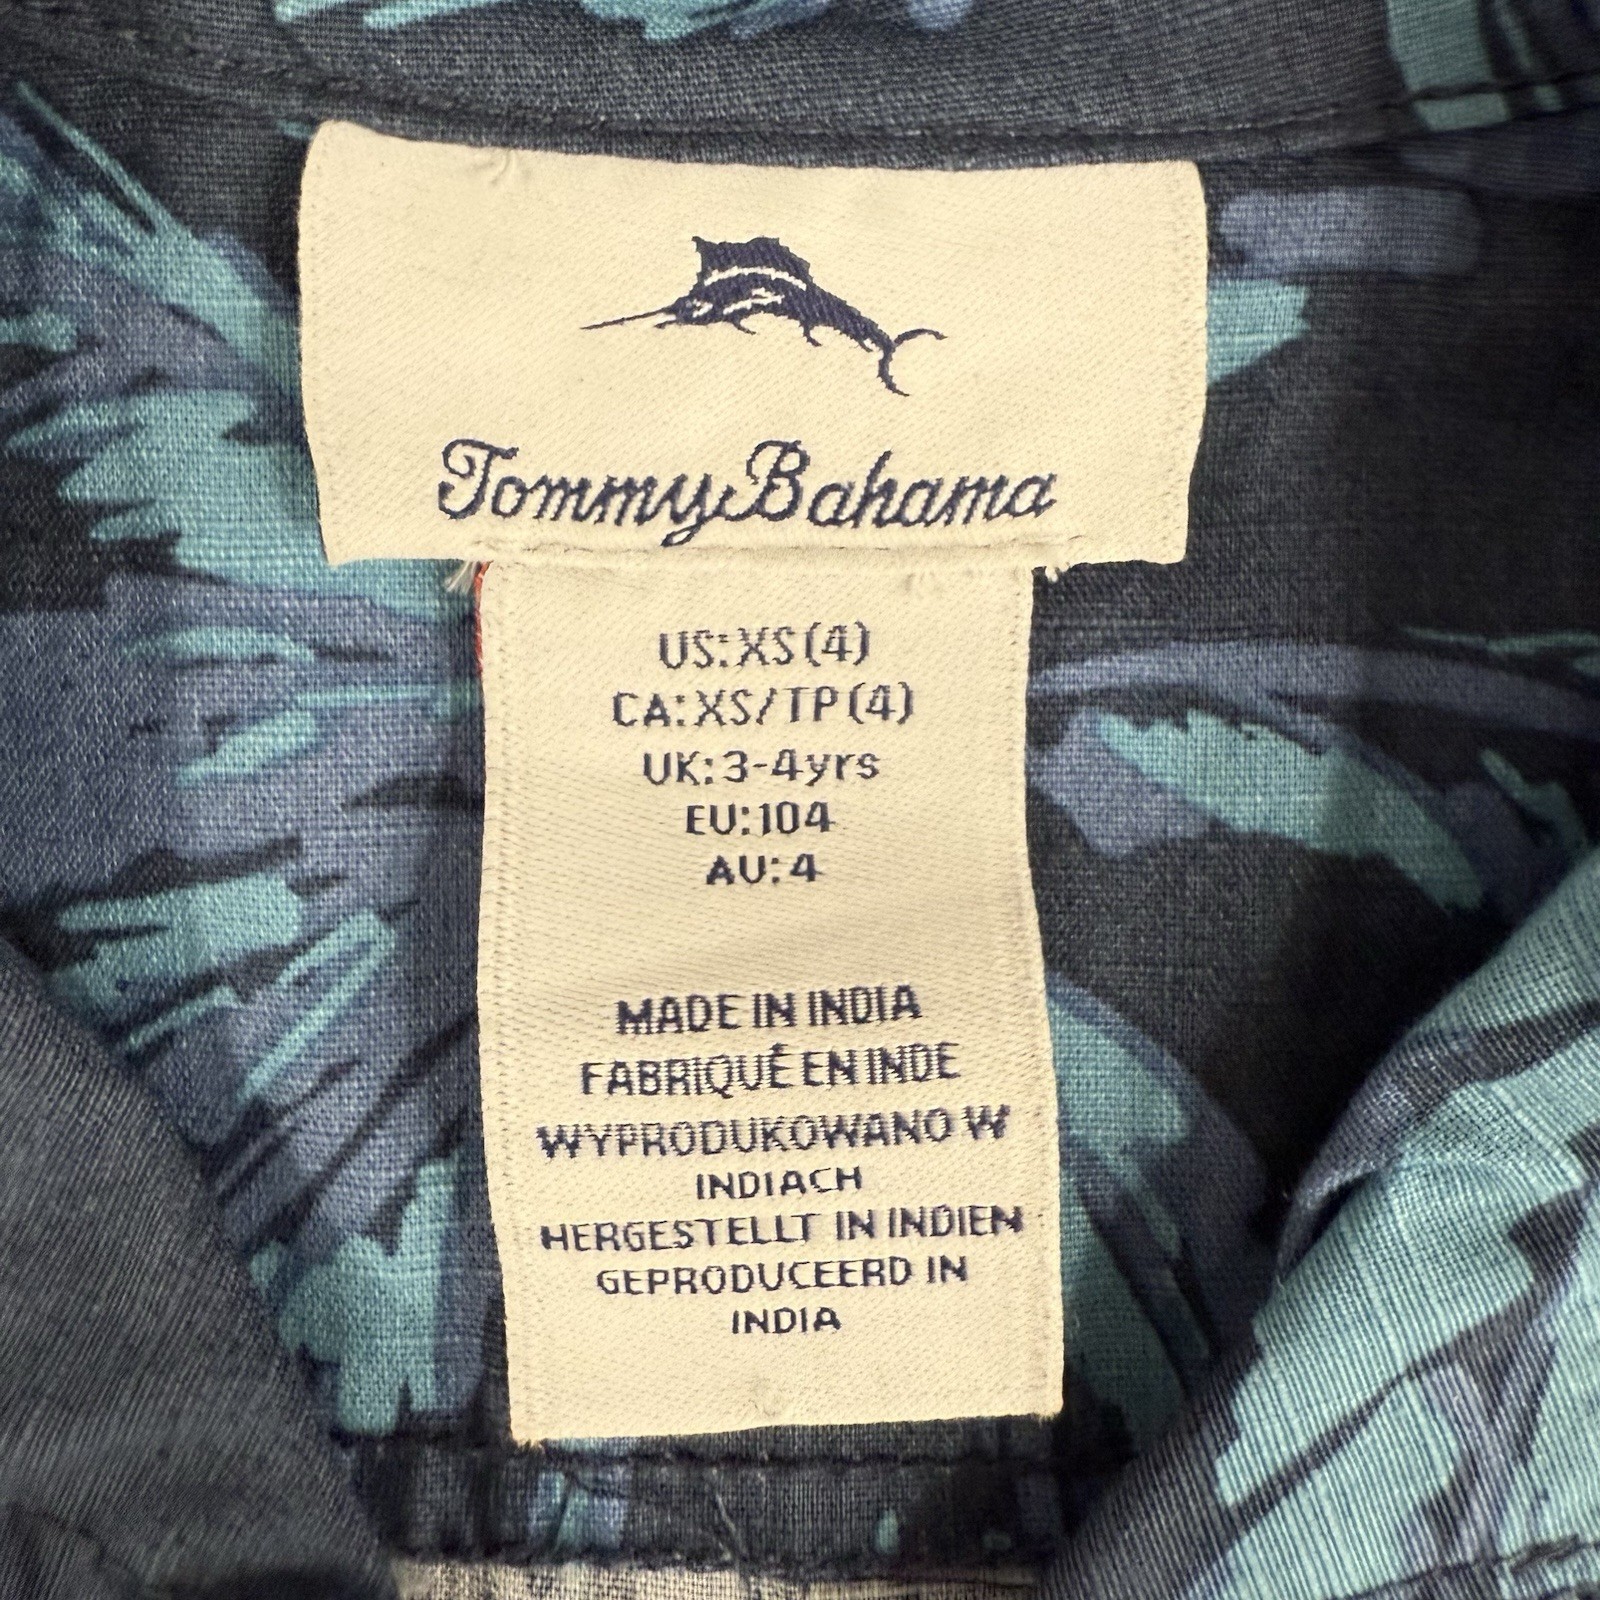 Tommy Bahama
US: XS (4)
CA: XS/TP (4)
UK: 3-4yrs
EU: 104
AU: 4
MADE IN INDIA
FABRIQUÉ EN INDE
WYPRODUKOWANO W
INDIACH
HERGESTELLT IN INDIEN
GEPRODUCEERD IN
INDIA